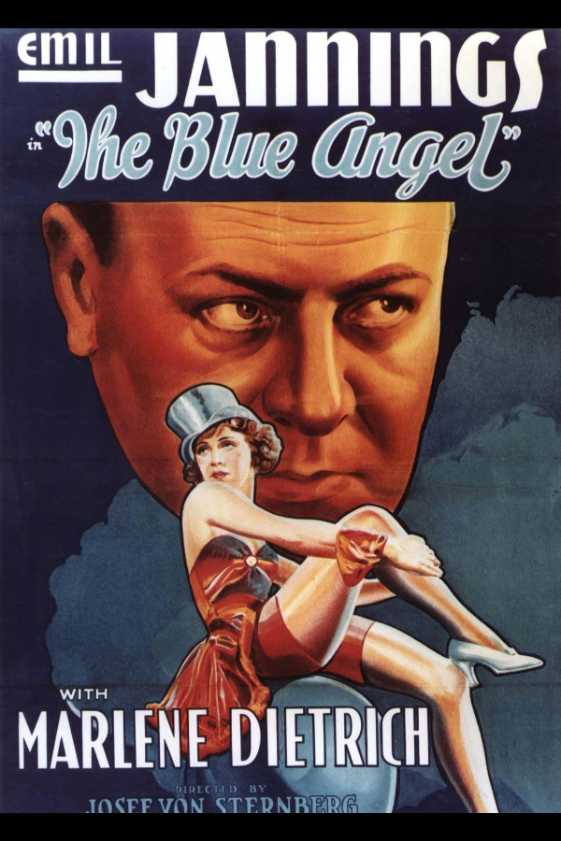 EMIL JANNINGS
in "The Blue Angel"
WITH
MARLENE DIETRICH
DIRECTED BY
JOSEF VON STERNBERG